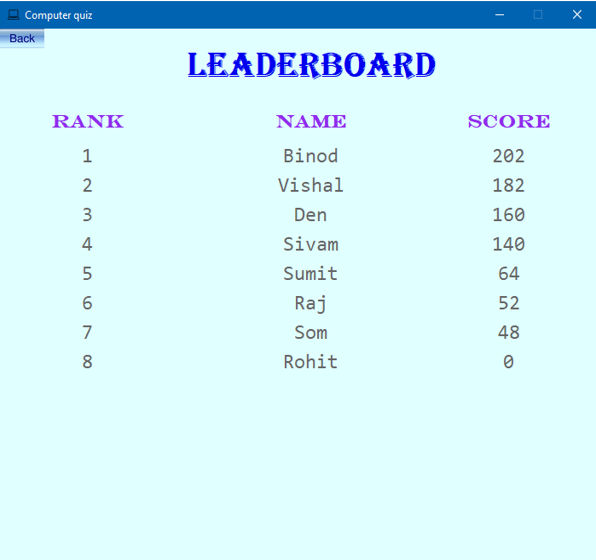 Computer quiz
Back
LEADERBOARD
RANK NAME SCORE
1 Binod 202
2 Vishal 182
3 Den 160
4 Sivam 140
5 Sumit 64
6 Raj 52
7 Som 48
8 Rohit 0